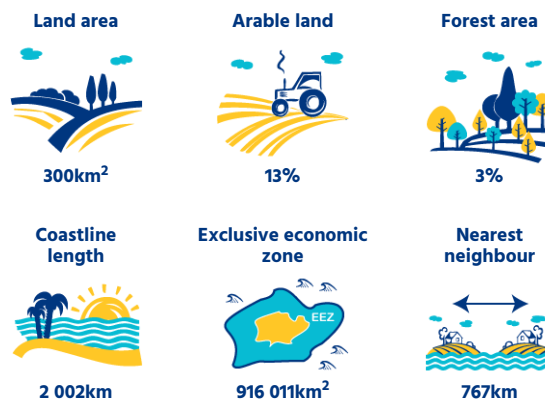 Land area
Arable land
Forest area
300km²
13%
3%
Coastline
length
Exclusive economic
zone
Nearest
neighbour
EEZ
2 002km
916 011km²
767km